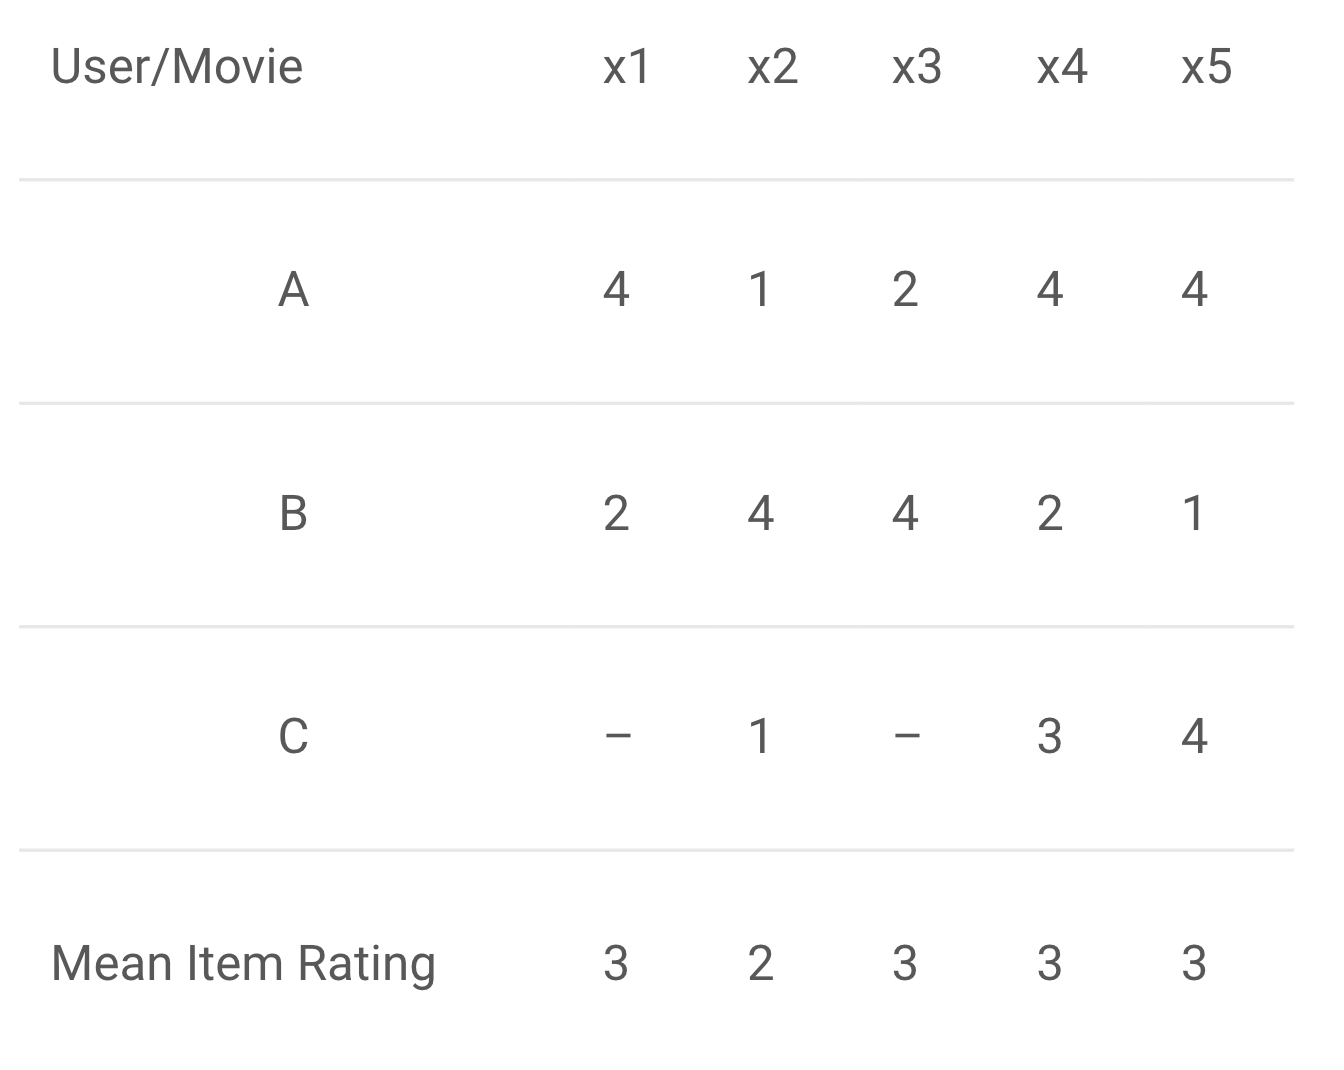 User/Movie x1 x2 x3 x4 x5
A 4 1 2 4 4
B 2 4 4 2 1
C – 1 – 3 4
Mean Item Rating 3 2 3 3 3